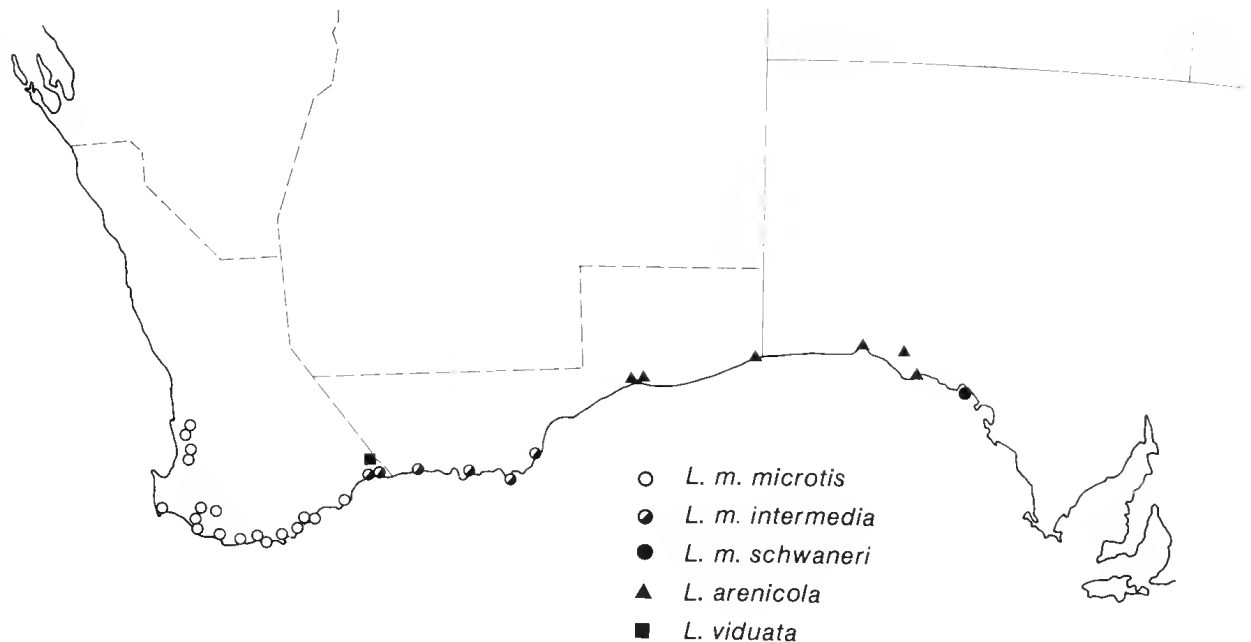 L. m. microtis
L. m. intermedia
L. m. schwaneri
L. arenicola
L. viduata